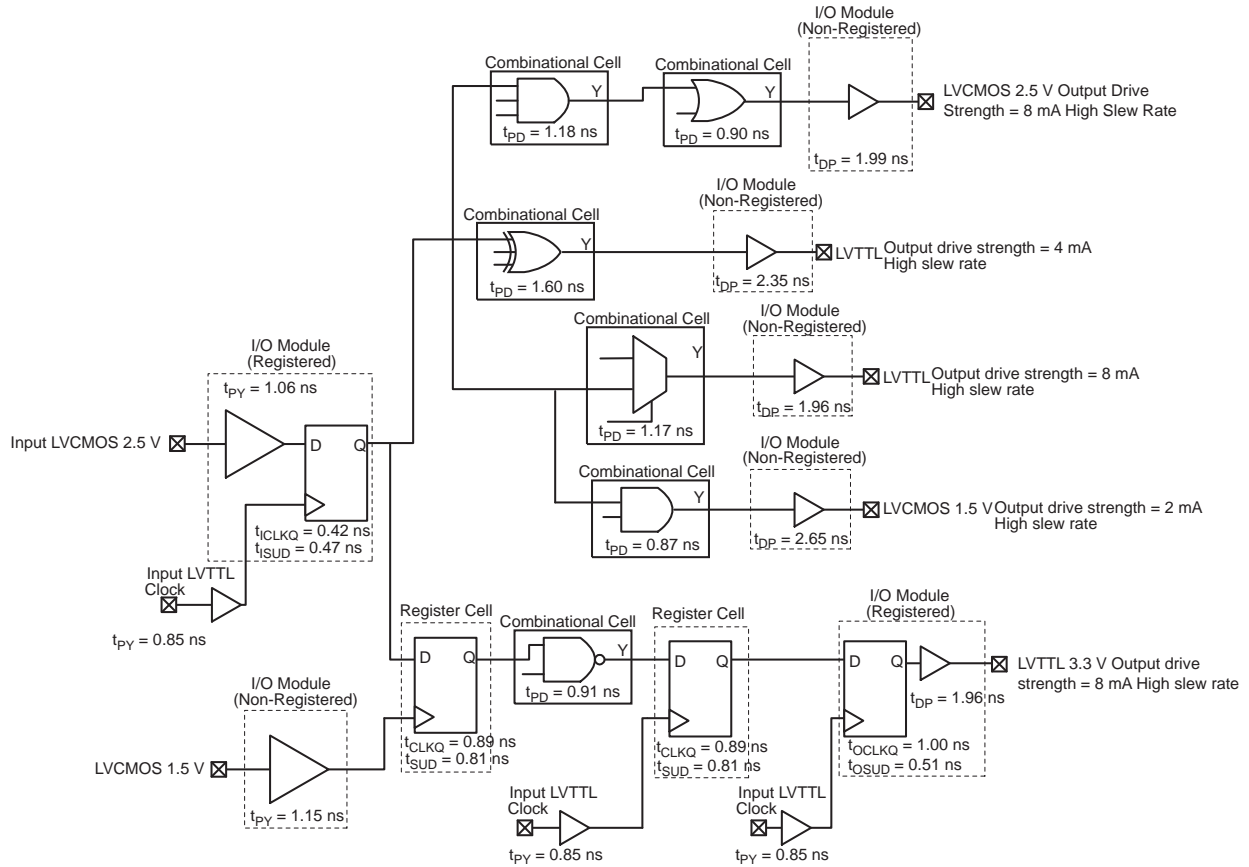 I/O Module
(Non-Registered)
Combinational Cell
Y
tPD = 1.18 ns
Combinational Cell
Y
tPD = 0.90 ns
tDP = 1.99 ns
LVCMOS 2.5 V Output Drive
Strength = 8 mA High Slew Rate
I/O Module
(Non-Registered)
Combinational Cell
Y
tPD = 1.60 ns
tDP = 2.35 ns
LVTTL Output drive strength = 4 mA
High slew rate
Combinational Cell
Y
tPD = 1.17 ns
I/O Module
(Non-Registered)
tDP = 1.96 ns
LVTTL Output drive strength = 8 mA
High slew rate
I/O Module
(Registered)
tPY = 1.06 ns
Input LVCMOS 2.5 V
D
Q
tICLKQ = 0.42 ns
tISUD = 0.47 ns
Input LVTTL
Clock
tPY = 0.85 ns
I/O Module
(Non-Registered)
Combinational Cell
Y
tPD = 0.87 ns
tDP = 2.65 ns
LVCMOS 1.5 V Output drive strength = 2 mA
High slew rate
Register Cell
D
Q
tCLKQ = 0.89 ns
tSUD = 0.81 ns
Combinational Cell
Y
tPD = 0.91 ns
Register Cell
D
Q
tCLKQ = 0.89 ns
tSUD = 0.81 ns
I/O Module
(Registered)
D
Q
tDP = 1.96 ns
tOCLKQ = 1.00 ns
tOSUD = 0.51 ns
LVTTL 3.3 V Output drive
strength = 8 mA High slew rate
I/O Module
(Non-Registered)
LVCMOS 1.5 V
tPY = 1.15 ns
Input LVTTL
Clock
tPY = 0.85 ns
Input LVTTL
Clock
tPY = 0.85 ns